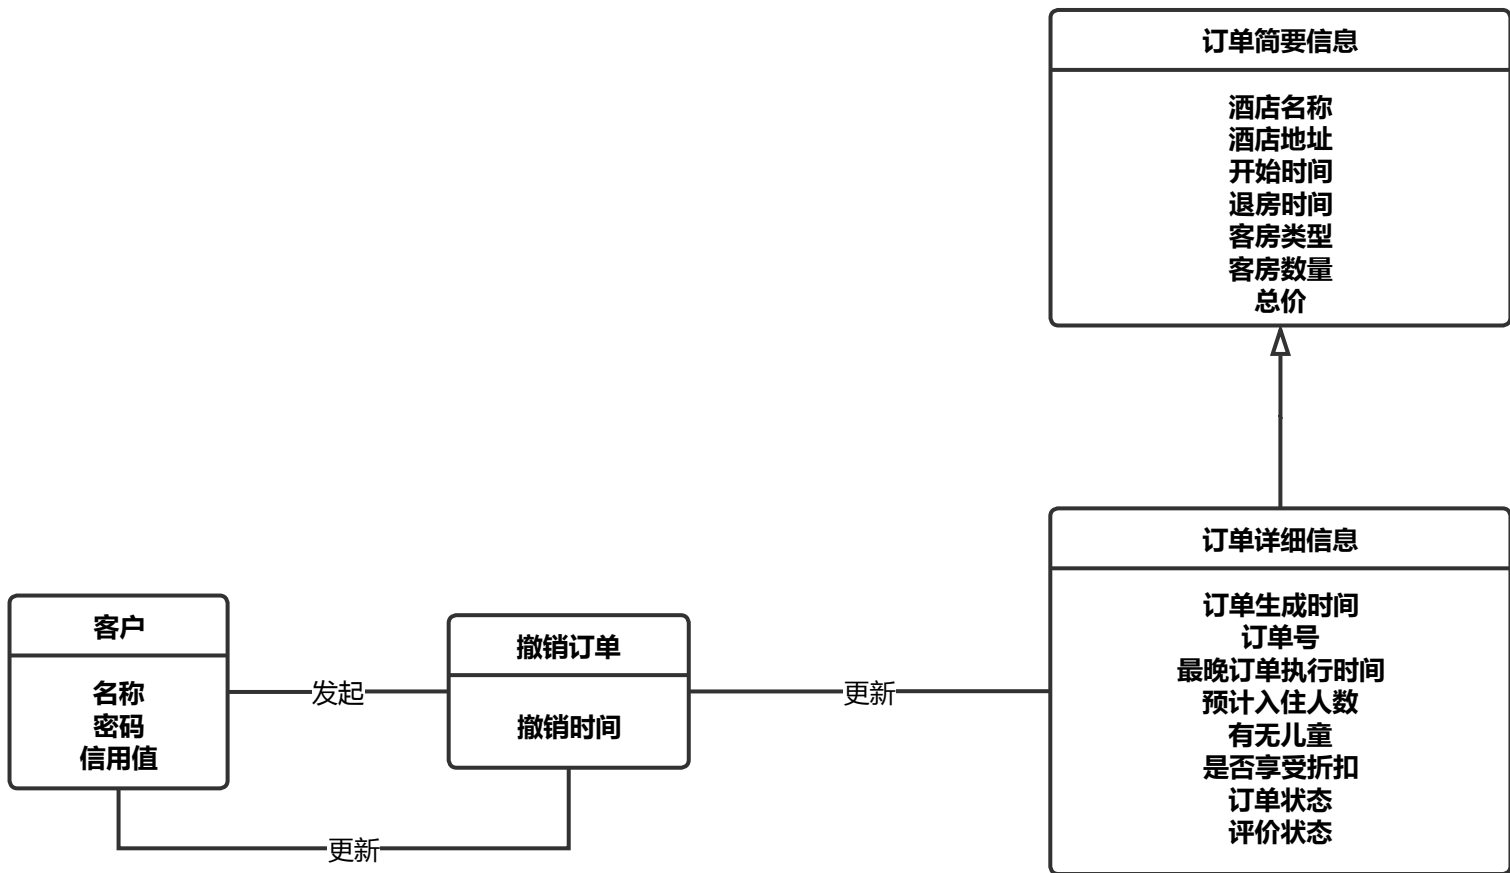 订单简要信息
酒店名称
酒店地址
开始时间
退房时间
客房类型
客房数量
总价
订单详细信息
订单生成时间
订单号
最晚订单执行时间
预计入住人数
有无儿童
是否享受折扣
订单状态
评价状态
客户
名称
密码
信用值
发起
撤销订单
撤销时间
更新
更新